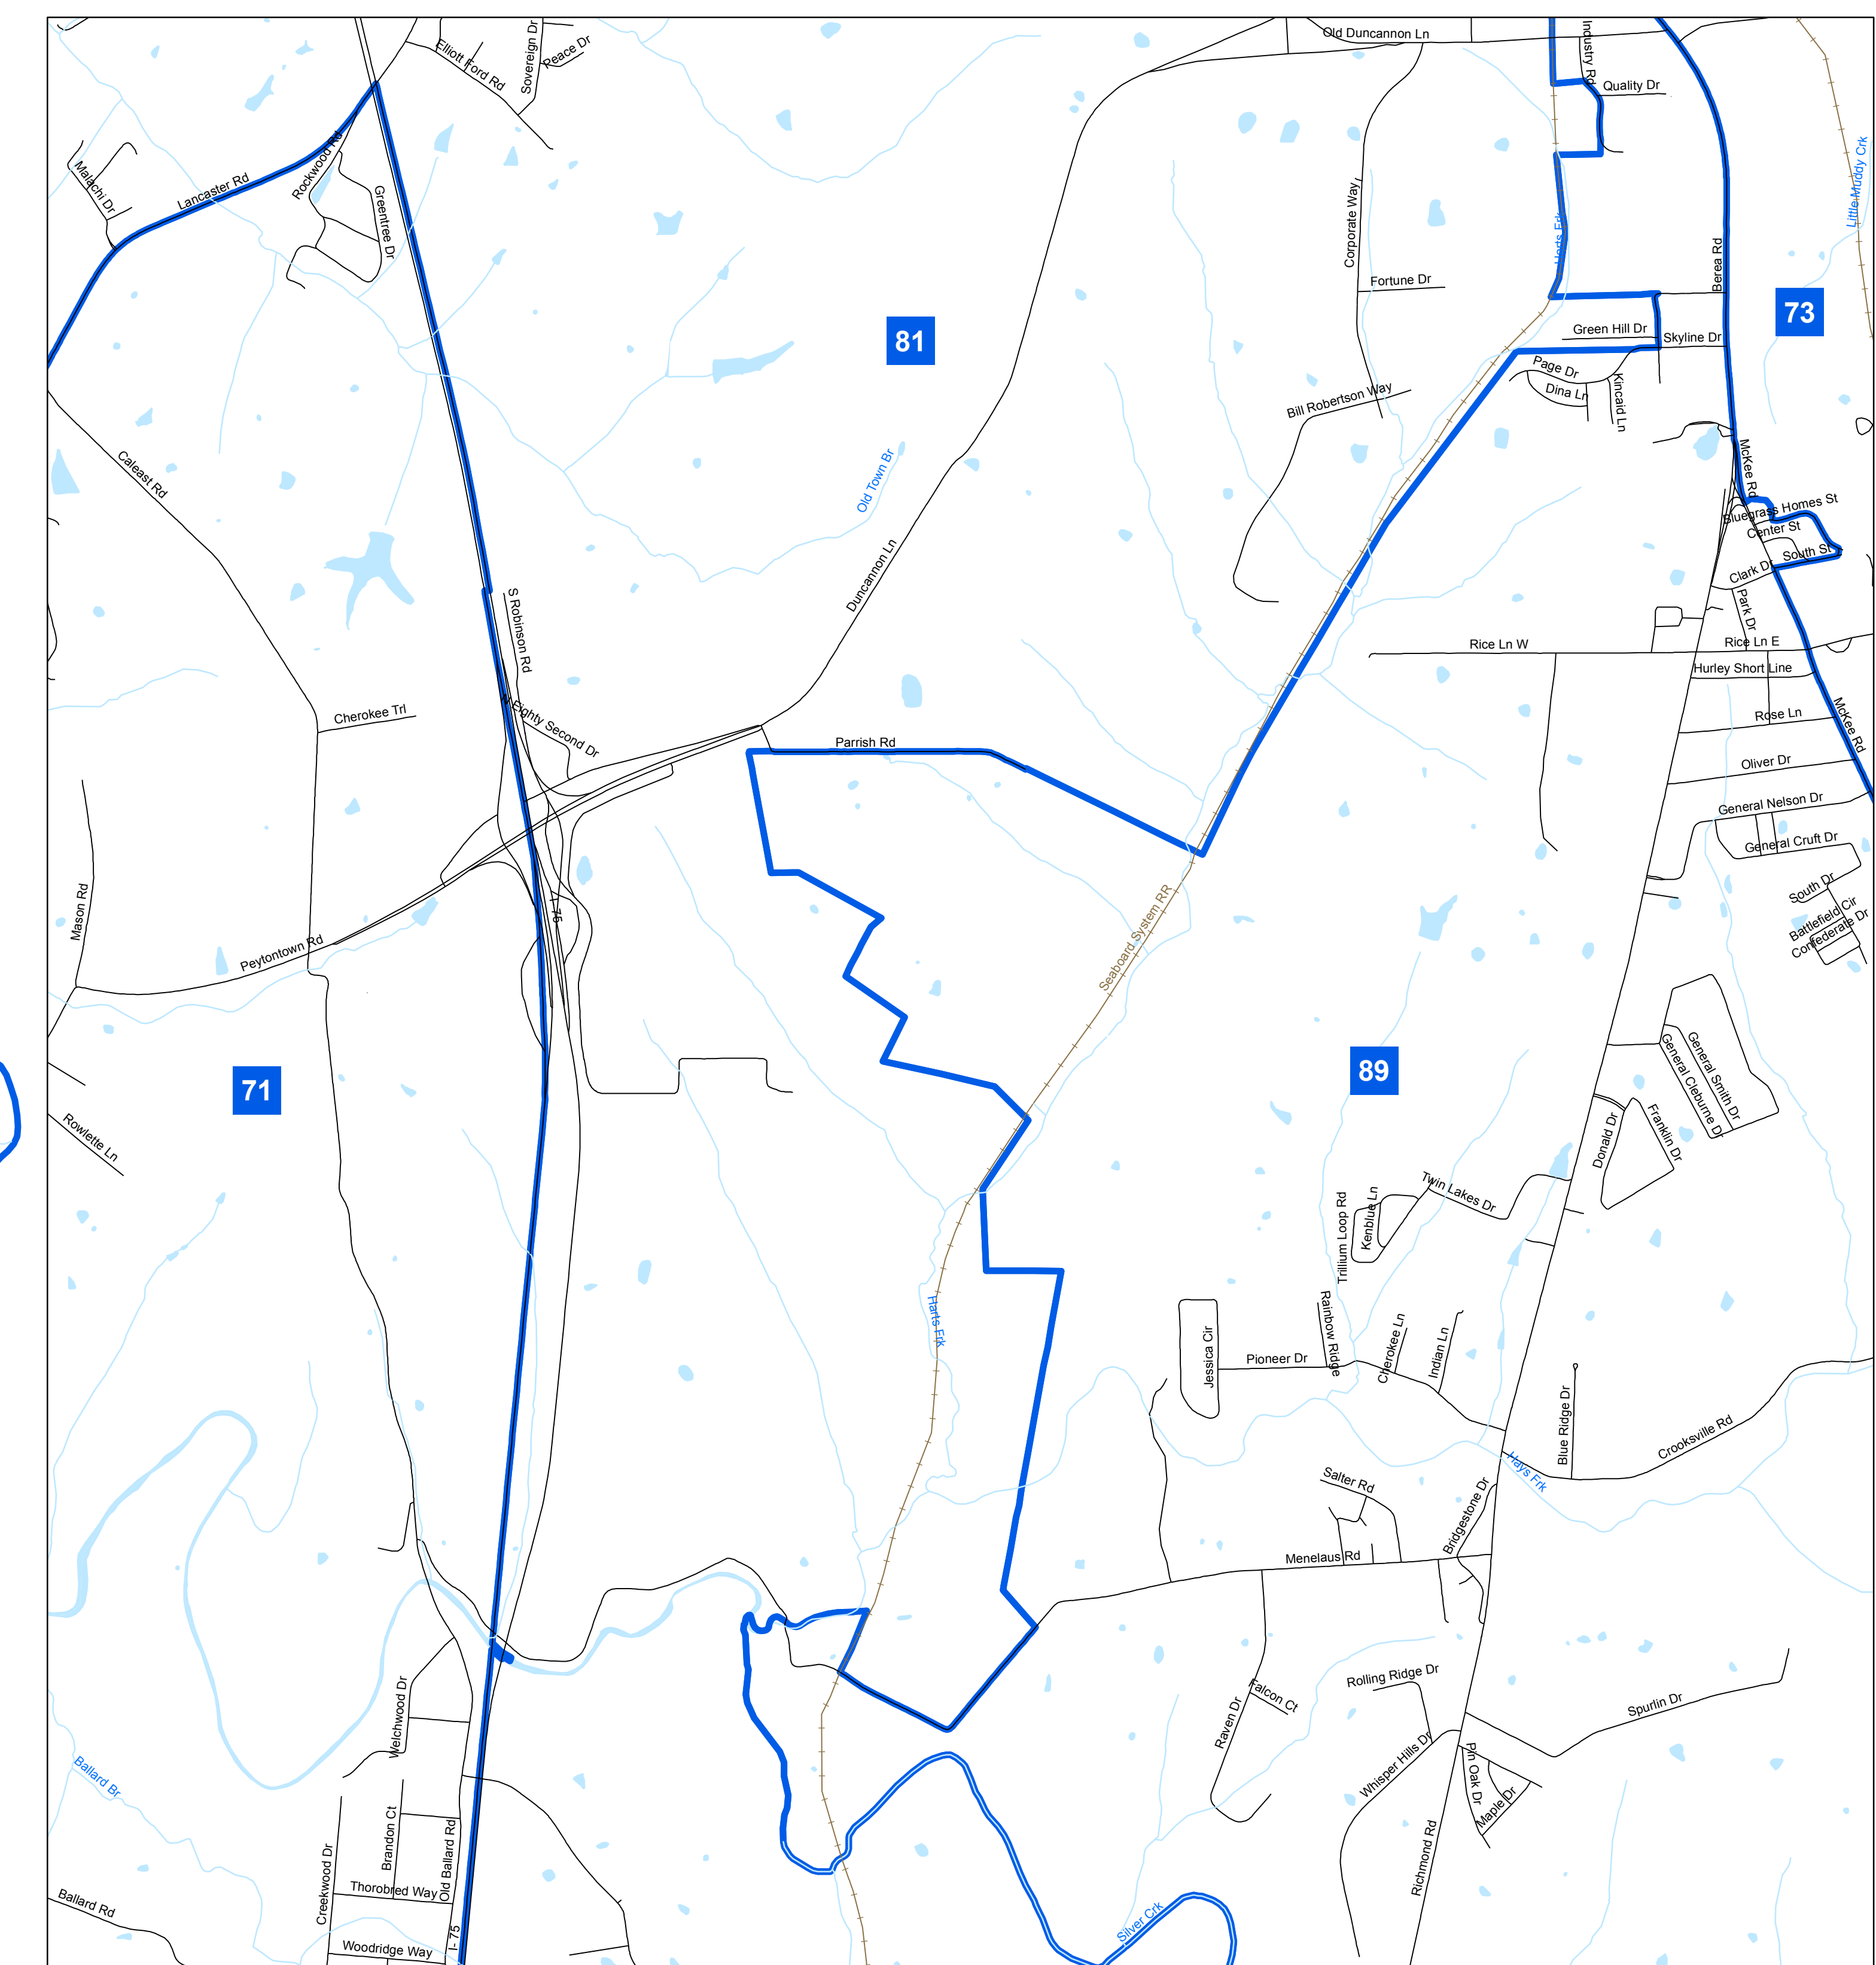 Old Duncannon Ln
Industry Rd
Elliott Ford Rd
Sovereign Dr
Peace Dr
Quality Dr
Rockwood Rd
Malachi Dr
Lancaster Rd
Greentree Dr
Corporate Way
Harts Frk
Berea Rd
Little Muddy Crk
Fortune Dr
81
73
Green Hill Dr
Skyline Dr
Page Dr
Dina Ln
Kincaid Ln
Bill Robertson Way
Caleast Rd
Old Town Br
McKee Rd
Bluegrass Homes St
Center St
South St
Duncannon Ln
Clark Dr
Park Dr
S Robinson Rd
Rice Ln W
Rice Ln E
Hurley Short Line
Cherokee Trl
Eighty Second Dr
Rose Ln
McKee Rd
Parrish Rd
Oliver Dr
General Nelson Dr
General Cruft Dr
Mason Rd
I- 75
South Dr
Battlefield Cir
Confederate Dr
Peytontown Rd
Seaboard System RR
71
89
General Smith Dr
General Cleburne Dr
Rowlette Ln
Donald Dr
Franklin Dr
Twin Lakes Dr
Trillium Loop Rd
Kenblue Ln
Harts Frk
Rainbow Ridge
Jessica Cir
Pioneer Dr
Cherokee Ln
Indian Ln
Blue Ridge Dr
Crooksville Rd
Hays Frk
Salter Rd
Bridgestone Dr
Menelaus Rd
Rolling Ridge Dr
Falcon Ct
Raven Dr
Spurlin Dr
Welchwood Dr
Whisper Hills Dr
Pin Oak Dr
Maple Dr
Ballard Br
Brandon Ct
Creekwood Dr
Old Ballard Rd
Richmond Rd
Thorobred Way
Ballard Rd
Silver Crk
Woodridge Way
I- 75